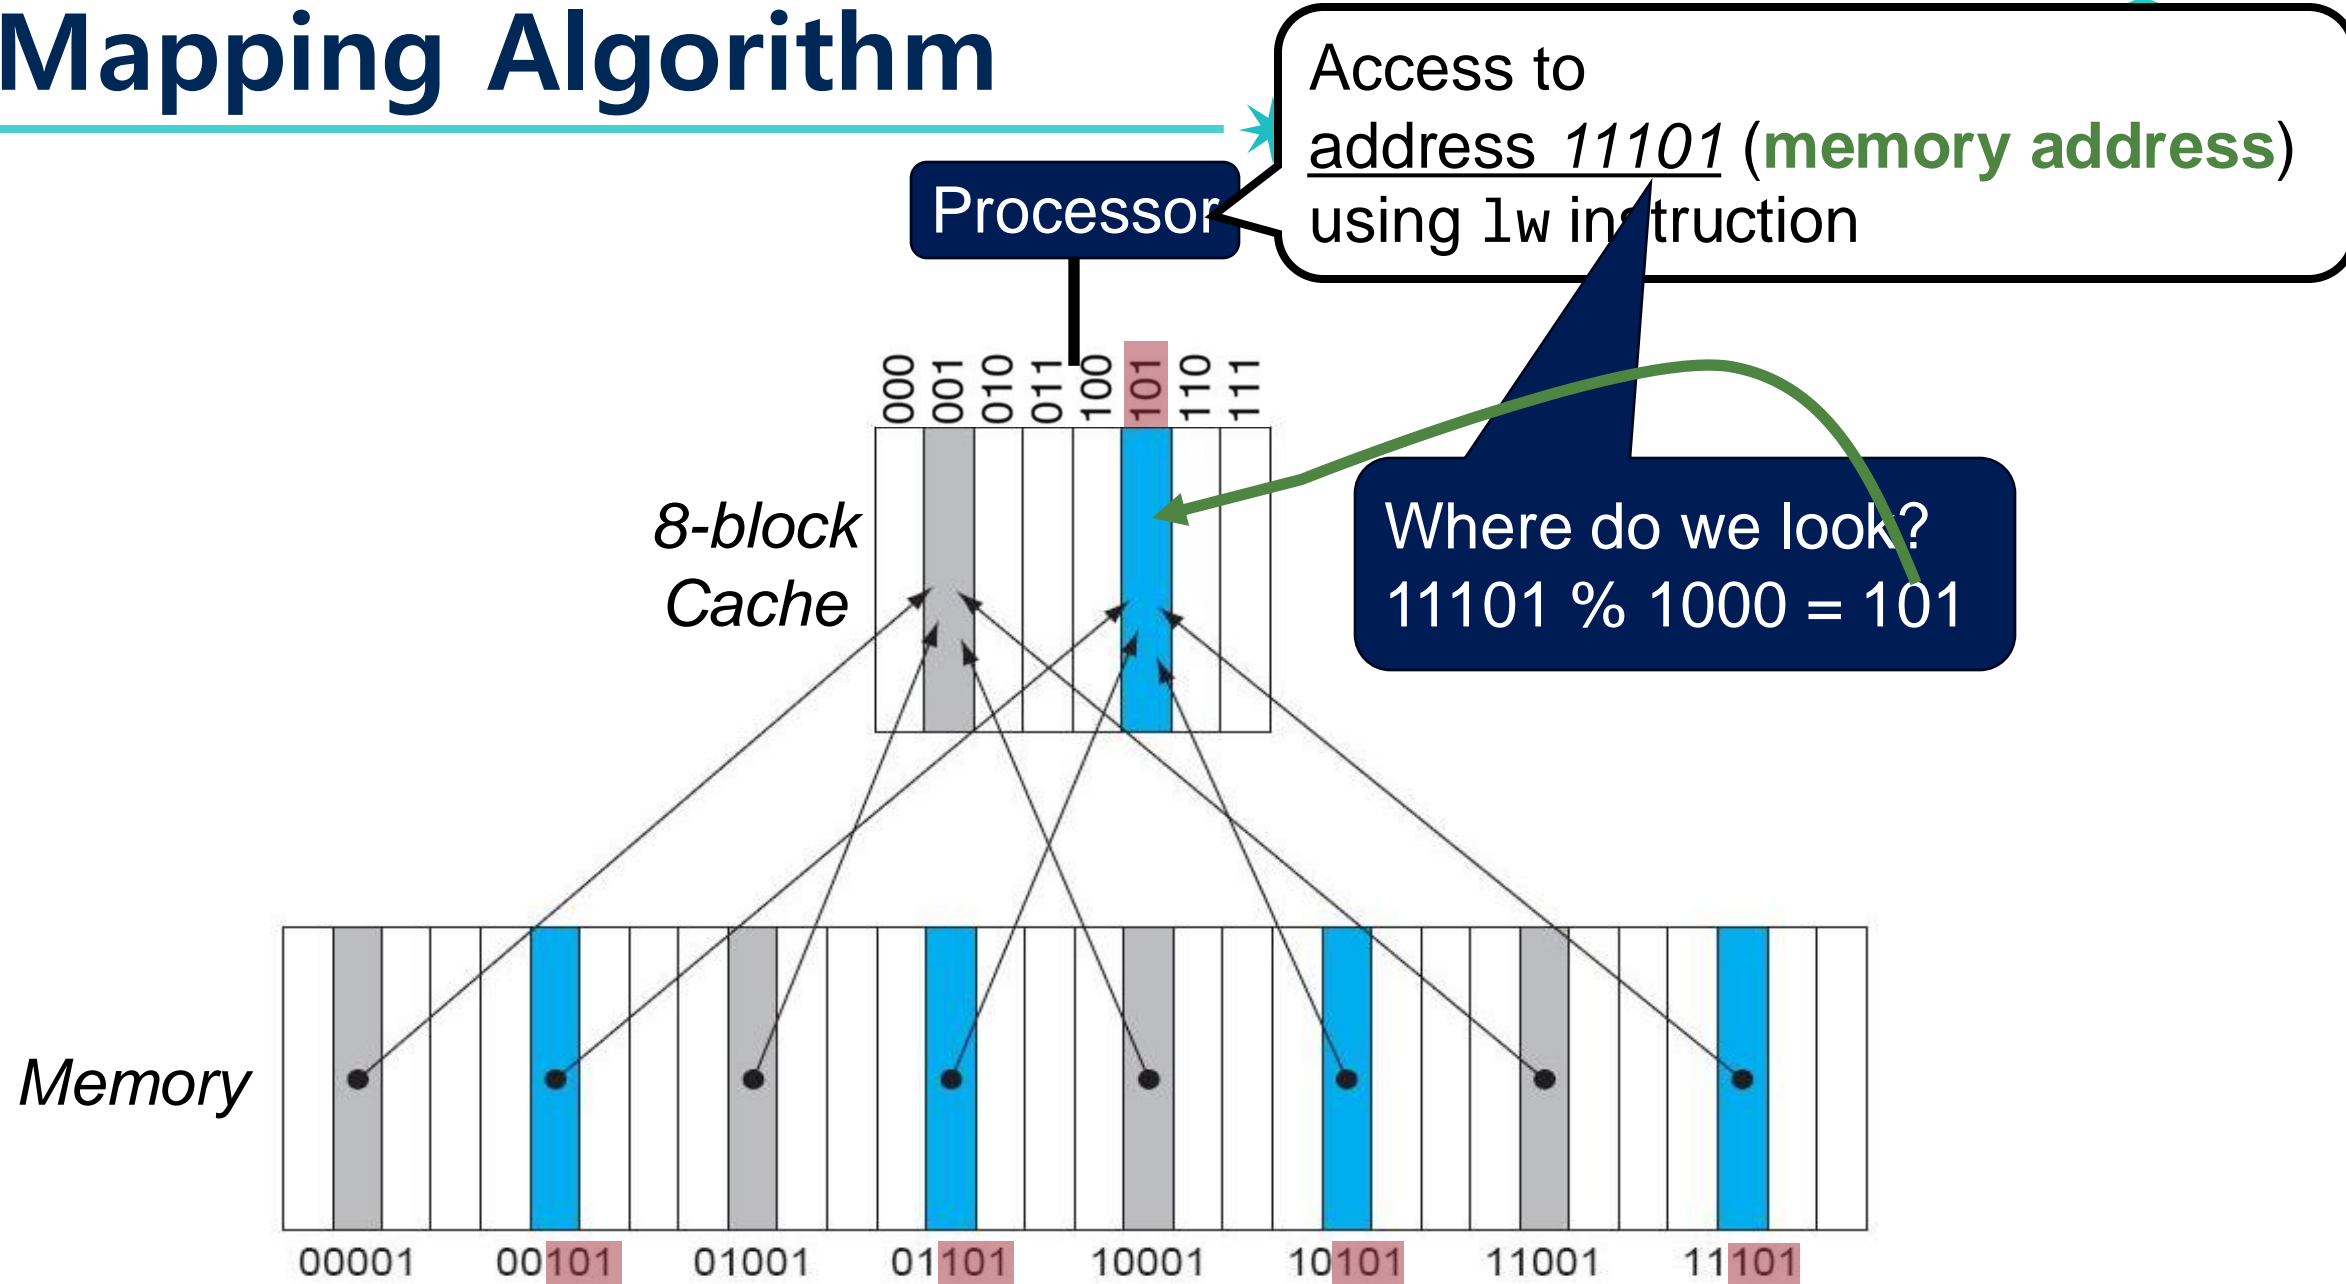 Mapping Algorithm
Access to
address 11101 (memory address)
using lw instruction
Processor
000
001
010
011
100
101
110
111
8-block
Cache
Where do we look?
11101 % 1000 = 101
Memory
00001
00101
01001
01101
10001
10101
11001
11101